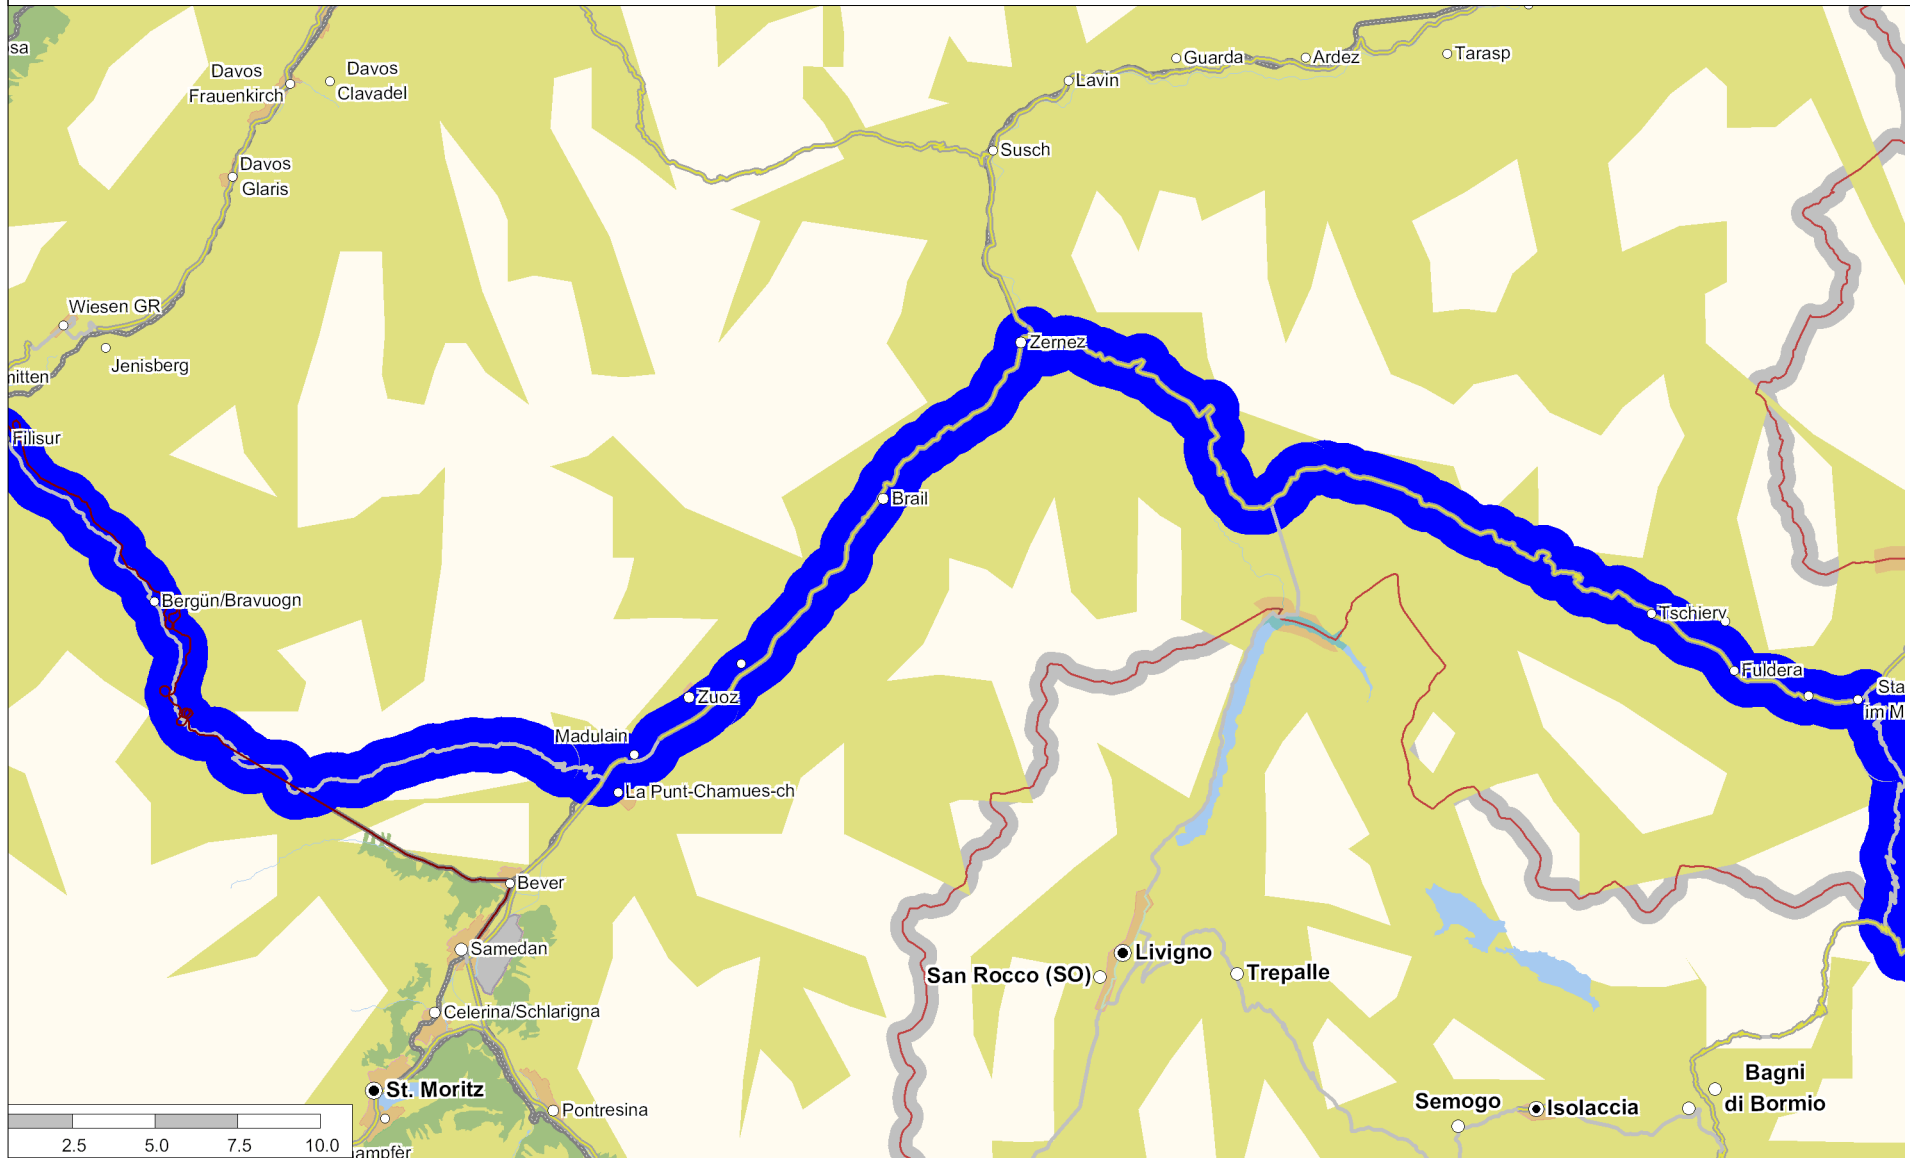 sa
Davos
Frauenkirch
Davos
Clavadel
Guarda
Ardez
Tarasp
Lavin
Susch
Davos
Glaris
Wiesen GR
Jenisberg
mitten
Zernez
Filisur
Brail
Bergün/Bravuogn
Tschierv
Fuldera
Sta
im M
Zuoz
Madulain
La Punt-Chamues-ch
Bever
Samedan
Livigno
San Rocco (SO)
Trepalle
Celerina/Schlarigna
St. Moritz
Pontresina
Bagni
di Bormio
Semogo
Isolaccia
2.5 5.0 7.5 10.0
ampfèr